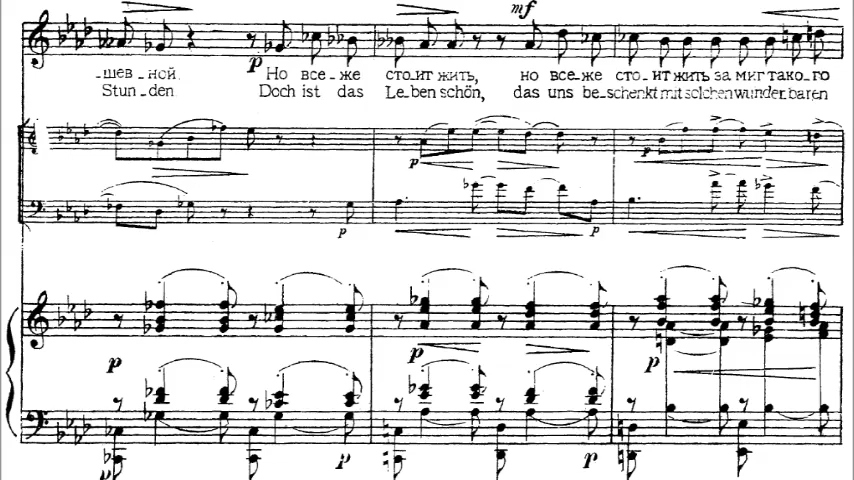 mf
p
-шев-ной. Но все-же сто-ит жить, но все-же сто-ит жить за миг тако-го
Stun-den Doch ist das Le-ben schön, das uns be-schenkt mit solchen wunderbaren
p p
p p
p p p
p p p